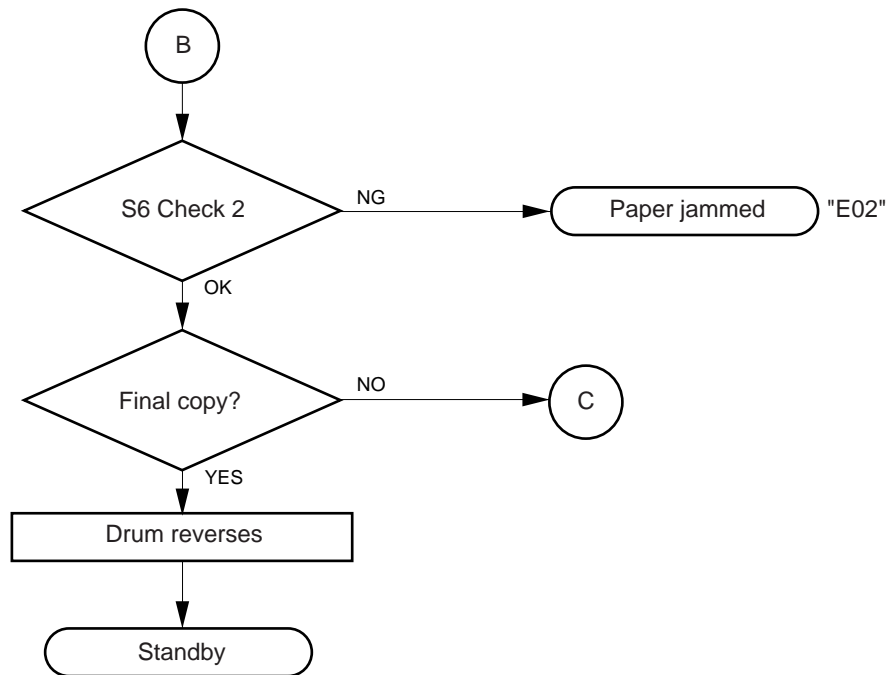 B
S6 Check 2
NG
Paper jammed
"E02"
OK
Final copy?
NO
C
YES
Drum reverses
Standby